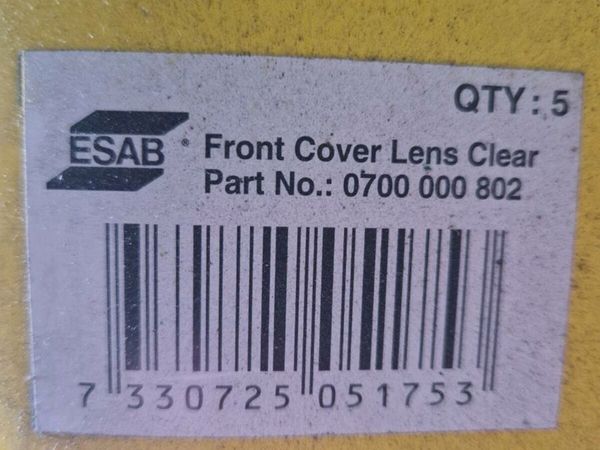 QTY: 5
ESAB® Front Cover Lens Clear
Part No.: 0700 000 802
7 330725 051753